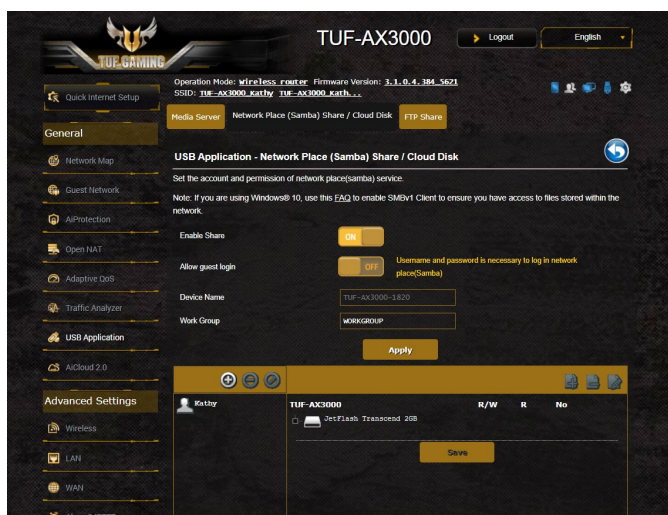 TUF-AX3000
Logout
English
TUF GAMING
Operation Mode: Wireless router Firmware Version: 3.1.0.4.384_5621
SSID: TUF-AX3000_Kathy TUF-AX3000_Kath...
Quick Internet Setup
Media Server Network Place (Samba) Share / Cloud Disk FTP Share
General
Network Map
Guest Network
AiProtection
Open NAT
Adaptive QoS
Traffic Analyzer
USB Application
AiCloud 2.0
Advanced Settings
Wireless
LAN
WAN
USB Application - Network Place (Samba) Share / Cloud Disk
Set the account and permission of network place(samba) service.
Note: If you are using Windows® 10, use this FAQ to enable SMBv1 Client to ensure you have access to files stored within the
network.
Enable Share ON
Allow guest login OFF Username and password is necessary to log in network
place(Samba)
Device Name TUF-AX3000-1820
Work Group WORKGROUP
Apply
Kathy
TUF-AX3000 R/W R No
JetFlash Transcend 2GB
Save